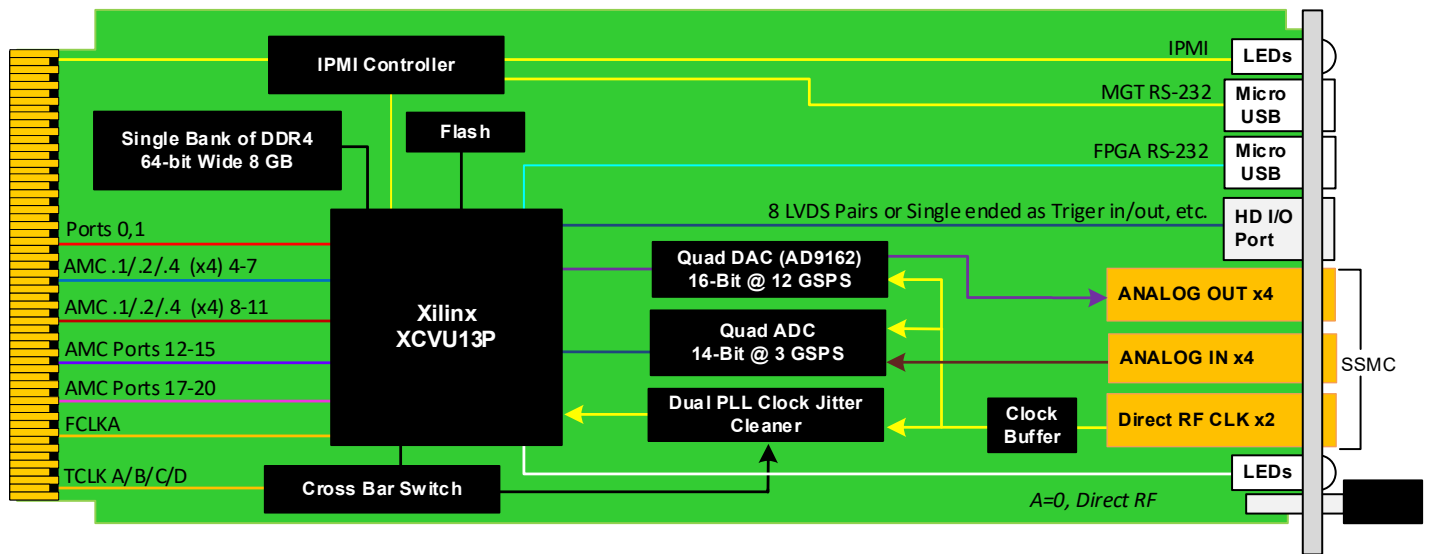 IPMI
LEDs
IPMI Controller
MGT RS-232
Micro
USB
Single Bank of DDR4
64-bit Wide 8 GB
Flash
FPGA RS-232
Micro
USB
8 LVDS Pairs or Single ended as Triger in/out, etc.
HD I/O
Port
Ports 0,1
AMC .1/.2/.4 (x4) 4-7
AMC .1/.2/.4 (x4) 8-11
AMC Ports 12-15
AMC Ports 17-20
FCLKA
TCLK A/B/C/D
Xilinx
XCVU13P
Quad DAC (AD9162)
16-Bit @ 12 GSPS
ANALOG OUT x4
Quad ADC
14-Bit @ 3 GSPS
ANALOG IN x4
SSMC
Dual PLL Clock Jitter
Cleaner
Clock
Buffer
Direct RF CLK x2
Cross Bar Switch
LEDs
A=0, Direct RF